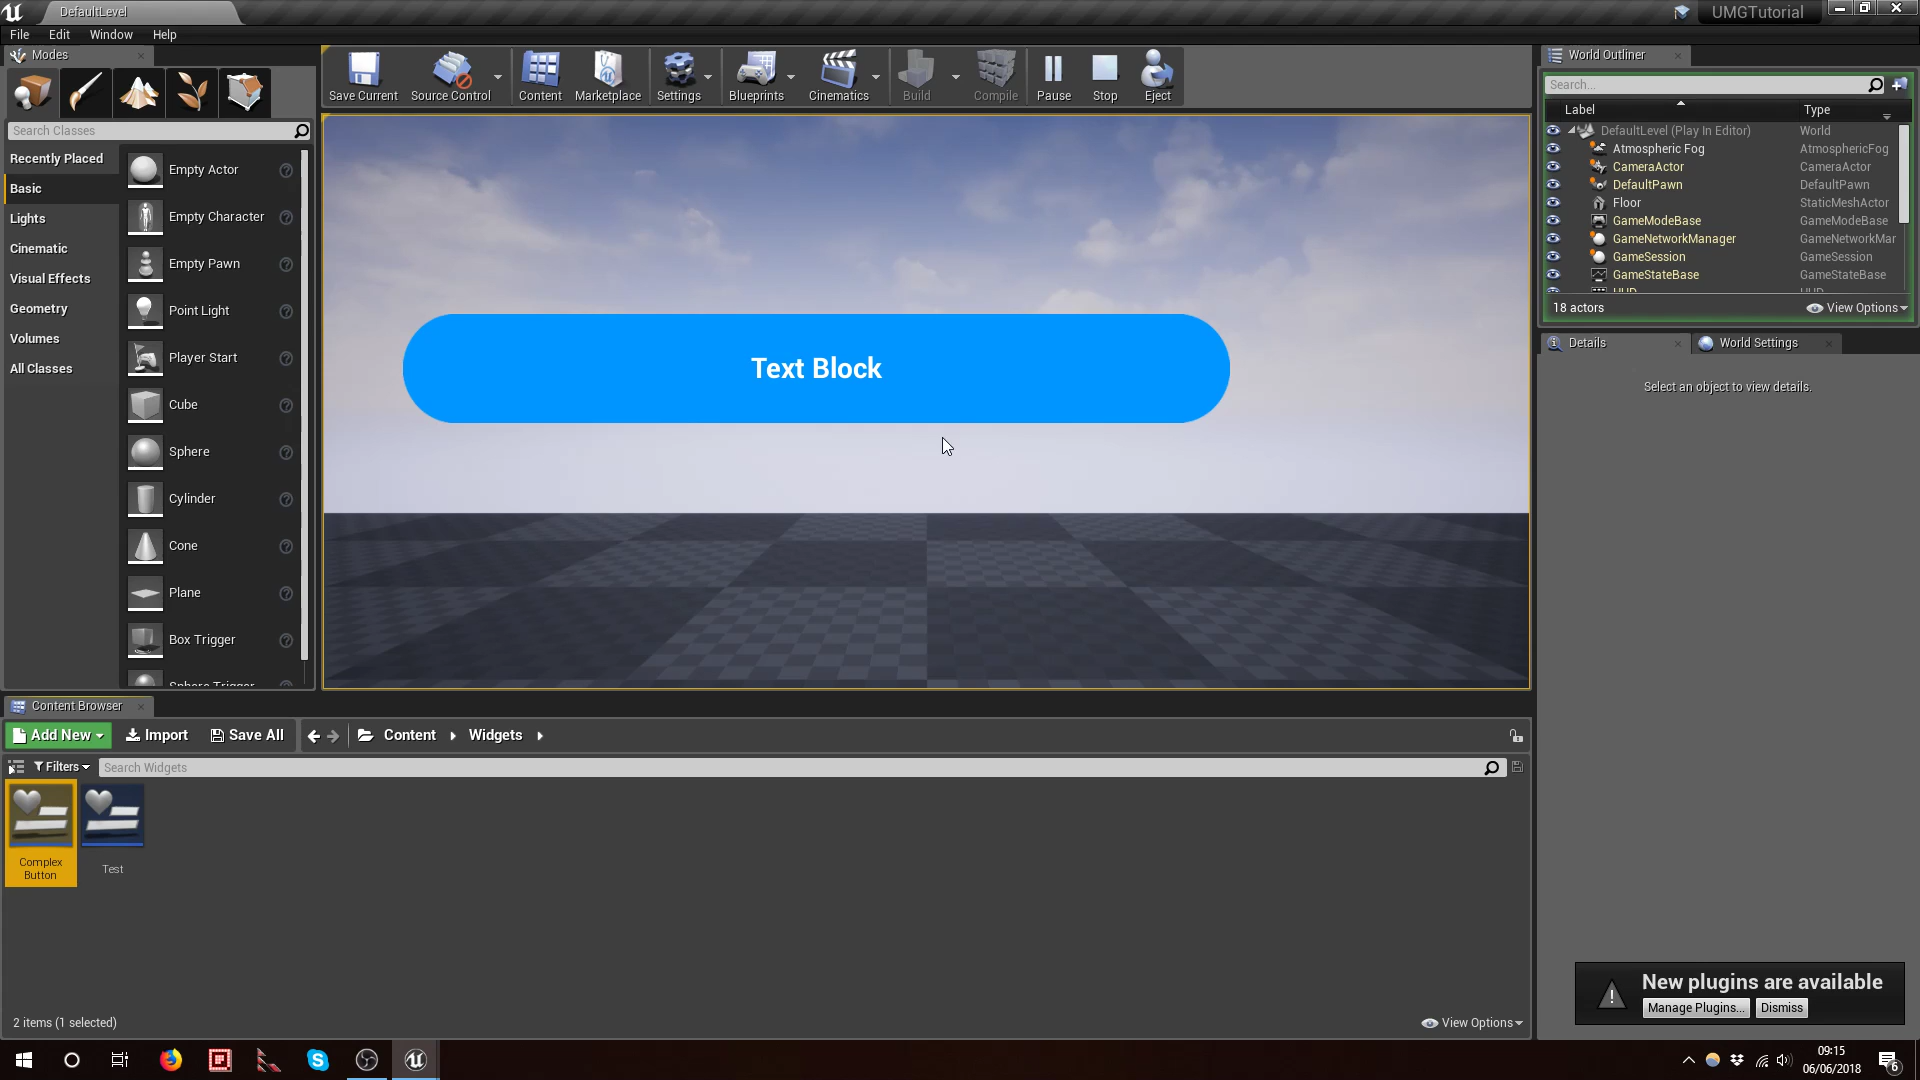 DefaultLevel
UMGTutorial
File Edit Window Help
Modes
Search Classes
Recently Placed
Basic
Lights
Cinematic
Visual Effects
Geometry
Volumes
All Classes
Empty Actor
Empty Character
Empty Pawn
Point Light
Player Start
Cube
Sphere
Cylinder
Cone
Plane
Box Trigger
Sphere Trigger
Save Current Source Control Content Marketplace Settings Blueprints Cinematics Build Compile Pause Stop Eject
Text Block
World Outliner
Search...
Label Type
DefaultLevel (Play In Editor) World
Atmospheric Fog AtmosphericFog
CameraActor CameraActor
DefaultPawn DefaultPawn
Floor StaticMeshActor
GameModeBase GameModeBase
GameNetworkManager GameNetworkMar
GameSession GameSession
GameStateBase GameStateBase
HUD HUD
18 actors View Options
Details World Settings
Select an object to view details.
Content Browser
Add New Import Save All Content Widgets
Filters Search Widgets
Complex
Button
Test
2 items (1 selected) View Options
New plugins are available
Manage Plugins... Dismiss
09:15
06/06/2018
6